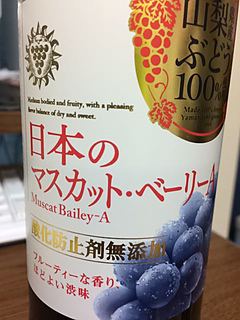 山梨
ぶどう
100%
Medium bodied and fruity, with a pleasing
flavor balance of dry and sweet.
日本の
マスカット・ベーリーA
Muscat Bailey-A
酸化防止剤無添加
フルーティーな香り、
ほどよい渋味